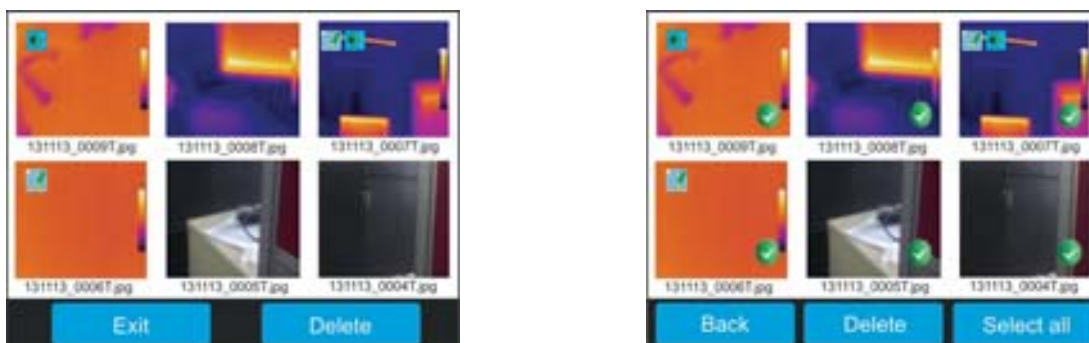 131113_0009T.jpg 131113_0008T.jpg 131113_0007T.jpg
131113_0006T.jpg 131113_0005T.jpg 131113_0004T.jpg
Exit Delete
131113_0009T.jpg 131113_0008T.jpg 131113_0007T.jpg
131113_0006T.jpg 131113_0005T.jpg 131113_0004T.jpg
Back Delete Select all